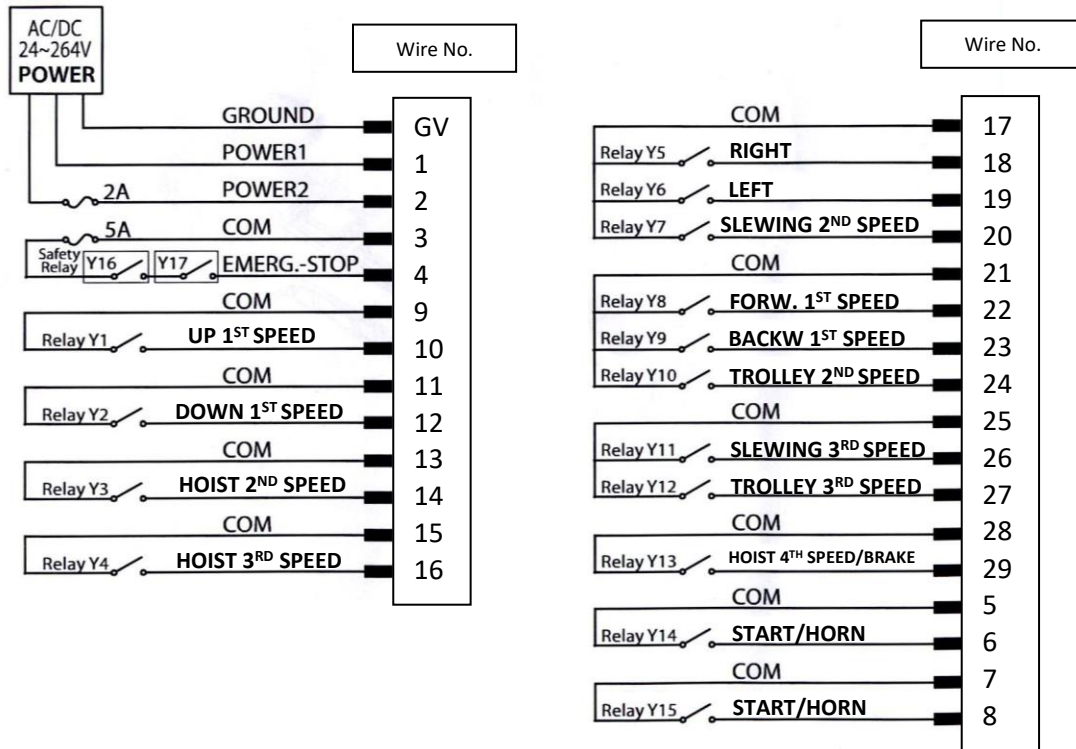 AC/DC
24~264V
POWER
Wire No.
GROUND GV
POWER1 1
2A POWER2 2
5A COM 3
Safety Relay Y16 Y17 EMERG.-STOP 4
COM 9
Relay Y1 UP 1ST SPEED 10
COM 11
Relay Y2 DOWN 1ST SPEED 12
COM 13
Relay Y3 HOIST 2ND SPEED 14
COM 15
Relay Y4 HOIST 3RD SPEED 16
Wire No.
COM 17
Relay Y5 RIGHT 18
Relay Y6 LEFT 19
Relay Y7 SLEWING 2ND SPEED 20
COM 21
Relay Y8 FORW. 1ST SPEED 22
Relay Y9 BACKW 1ST SPEED 23
Relay Y10 TROLLEY 2ND SPEED 24
COM 25
Relay Y11 SLEWING 3RD SPEED 26
Relay Y12 TROLLEY 3RD SPEED 27
COM 28
Relay Y13 HOIST 4TH SPEED/BRAKE 29
COM 5
Relay Y14 START/HORN 6
COM 7
Relay Y15 START/HORN 8